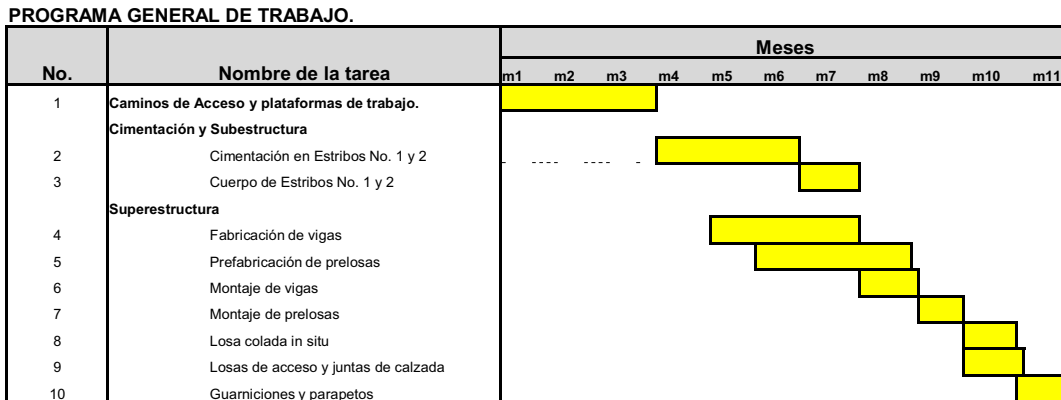 PROGRAMA GENERAL DE TRABAJO.
Meses
No. Nombre de la tarea m1 m2 m3 m4 m5 m6 m7 m8 m9 m10 m11
1 Caminos de Acceso y plataformas de trabajo.
Cimentación y Subestructura
2 Cimentación en Estribos No. 1 y 2
3 Cuerpo de Estribos No. 1 y 2
Superestructura
4 Fabricación de vigas
5 Prefabricación de prelosas
6 Montaje de vigas
7 Montaje de prelosas
8 Losa colada in situ
9 Losas de acceso y juntas de calzada
10 Guarniciones y parapetos